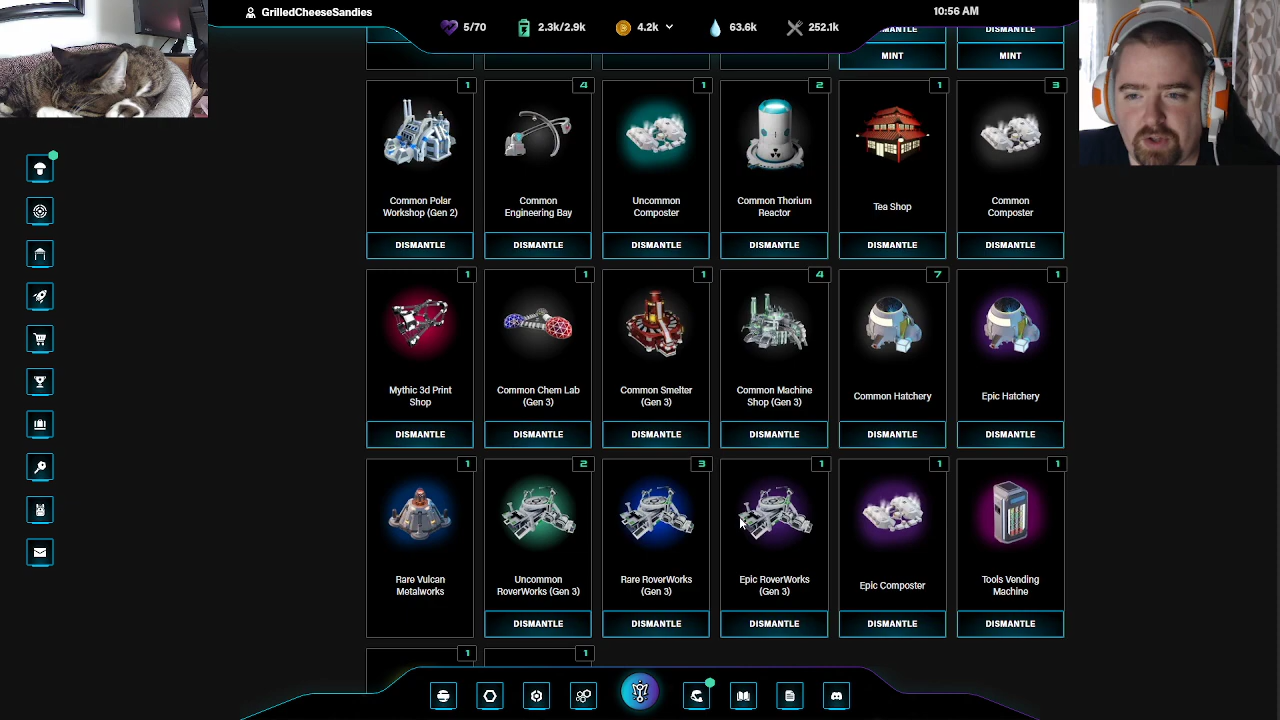 GrilledCheeseSandies
5/70
2.3k/2.9k
4.2k
63.6k
252.1k
10:56 AM
MANTLE
MANTLE
MINT
MINT
1
4
1
2
1
3
Common Polar
Workshop (Gen 2)
Common
Engineering Bay
Uncommon
Composter
Common Thorium
Reactor
Tea Shop
Common
Composter
DISMANTLE
DISMANTLE
DISMANTLE
DISMANTLE
DISMANTLE
DISMANTLE
1
1
1
4
7
1
Mythic 3d Print
Shop
Common Chem Lab
(Gen 3)
Common Smelter
(Gen 3)
Common Machine
Shop (Gen 3)
Common Hatchery
Epic Hatchery
DISMANTLE
DISMANTLE
DISMANTLE
DISMANTLE
DISMANTLE
DISMANTLE
1
2
3
1
1
1
Rare Vulcan
Metalworks
Uncommon
RoverWorks (Gen 3)
Rare RoverWorks
(Gen 3)
Epic RoverWorks
(Gen 3)
Epic Composter
Tools Vending
Machine
DISMANTLE
DISMANTLE
DISMANTLE
DISMANTLE
DISMANTLE
1
1